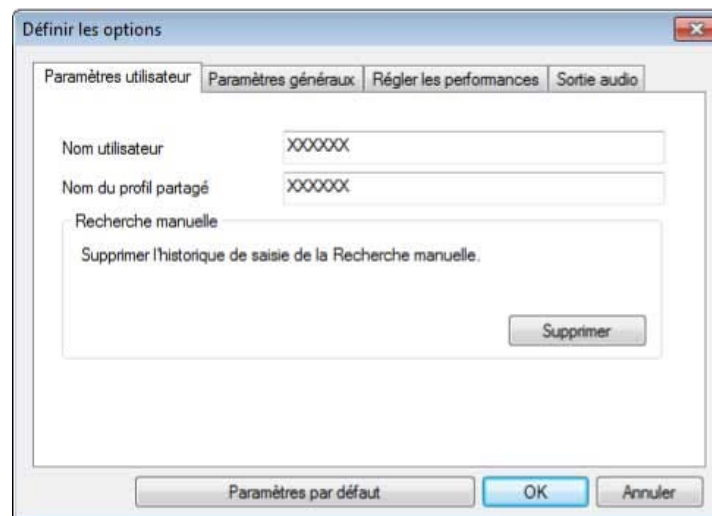 Définir les options
Paramètres utilisateur Paramètres généraux Régler les performances Sortie audio
Nom utilisateur XXXXXX
Nom du profil partagé XXXXXX
Recherche manuelle
Supprimer l'historique de saisie de la Recherche manuelle.
Supprimer
Paramètres par défaut OK Annuler